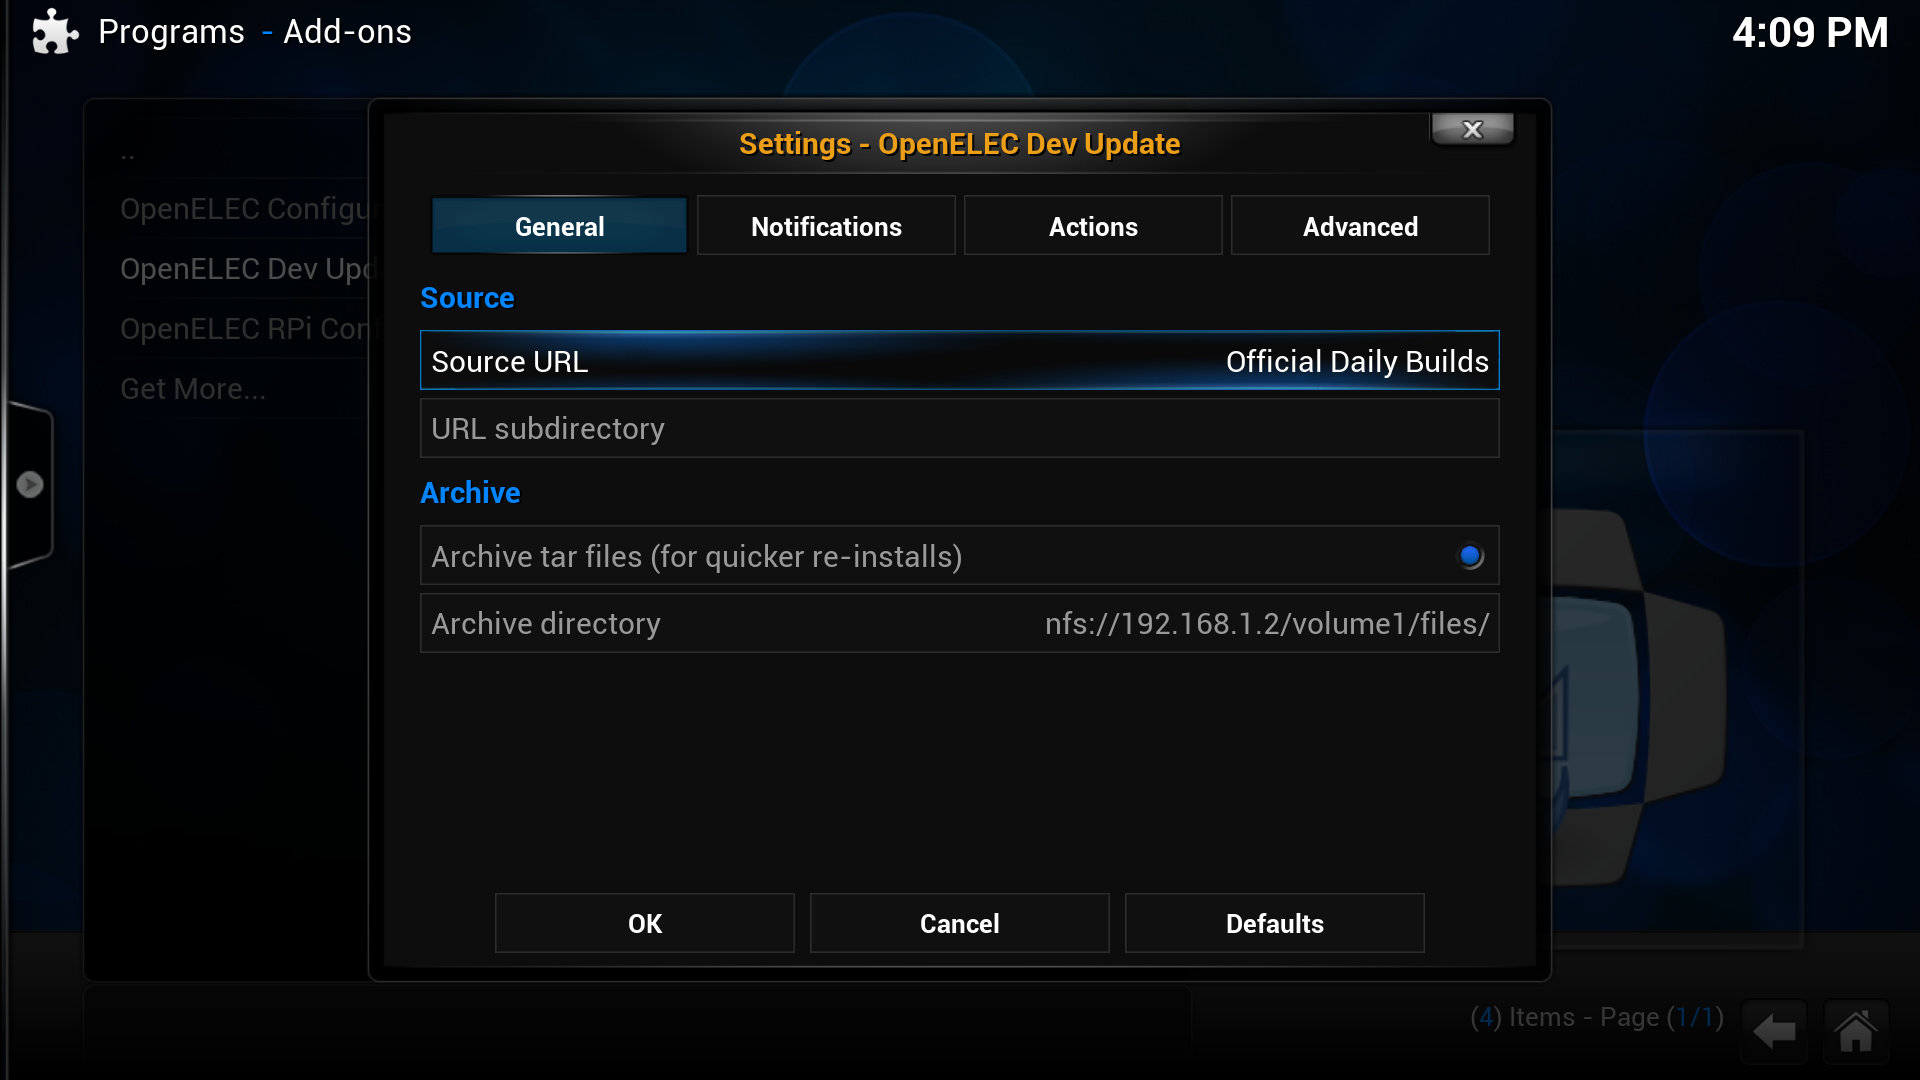 Programs - Add-ons
4:09 PM
..
OpenELEC Configur
OpenELEC Dev Upd
OpenELEC RPi Conf
Get More...
Settings - OpenELEC Dev Update
General Notifications Actions Advanced
Source
Source URL Official Daily Builds
URL subdirectory
Archive
Archive tar files (for quicker re-installs)
Archive directory nfs://192.168.1.2/volume1/files/
OK Cancel Defaults
(4) Items - Page (1/1)